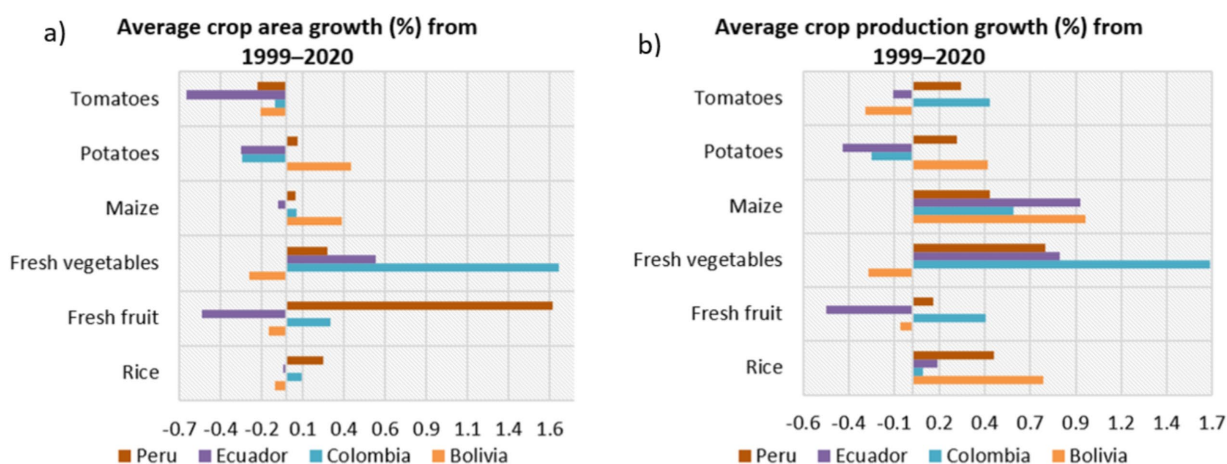 a)
Average crop area growth (%) from
1999–2020
Tomatoes
Potatoes
Maize
Fresh vegetables
Fresh fruit
Rice
-0.7 -0.4 -0.2 0.1 0.4 0.6 0.9 1.1 1.4 1.6
Peru Ecuador Colombia Bolivia
b)
Average crop production growth (%) from
1999–2020
Tomatoes
Potatoes
Maize
Fresh vegetables
Fresh fruit
Rice
-0.6 -0.4 -0.1 0.2 0.4 0.7 0.9 1.2 1.4 1.7
Peru Ecuador Colombia Bolivia